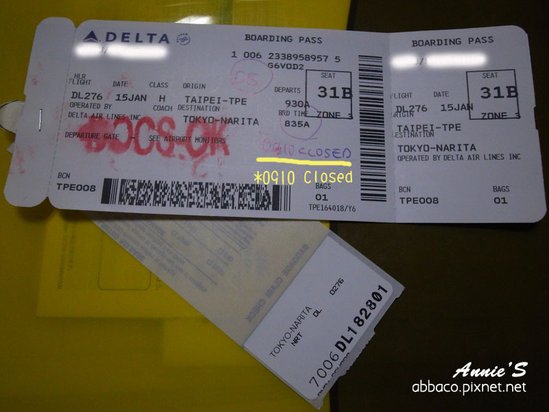 DELTA
BOARDING PASS
1 006 2338958957 5
G6VOD2
HLR
FLIGHT DATE CLASS ORIGIN DEPARTS SEAT
DL276 15JAN H TAIPEI-TPE 930A 31B
OPERATED BY COACH DESTINATION BRD TIME ZONE 3
DELTA AIR LINES INC TOKYO-NARITA 835A
DEPARTURE GATE SEE AIRPORT MONITORS
0910 CLOSED
*0910 Closed
BCN BAGS
TPE008 01
TPE164018/Y6
BOARDING PASS
FLIGHT DATE SEAT
DL276 15JAN 31B
ORIGIN ZONE 3
TAIPEI-TPE
DESTINATION
TOKYO-NARITA
OPERATED BY DELTA AIR LINES INC
BCN BAGS
TPE008 01
TOKYO-NARITA
NRT DL 0276
7006 DL182801
Annie'S
abbaco.pixnet.net